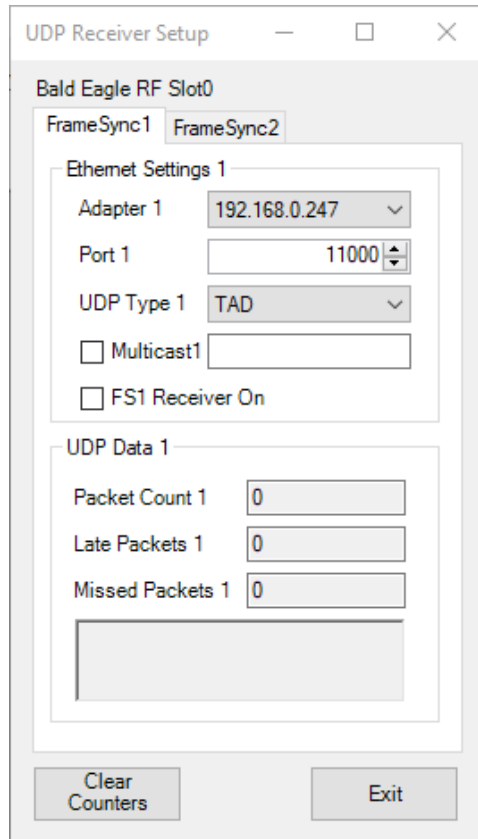 UDP Receiver Setup
Bald Eagle RF Slot0
FrameSync1 FrameSync2
Ethernet Settings 1
Adapter 1 192.168.0.247
Port 1 11000
UDP Type 1 TAD
Multicast1
FS1 Receiver On
UDP Data 1
Packet Count 1 0
Late Packets 1 0
Missed Packets 1 0
Clear
Counters
Exit